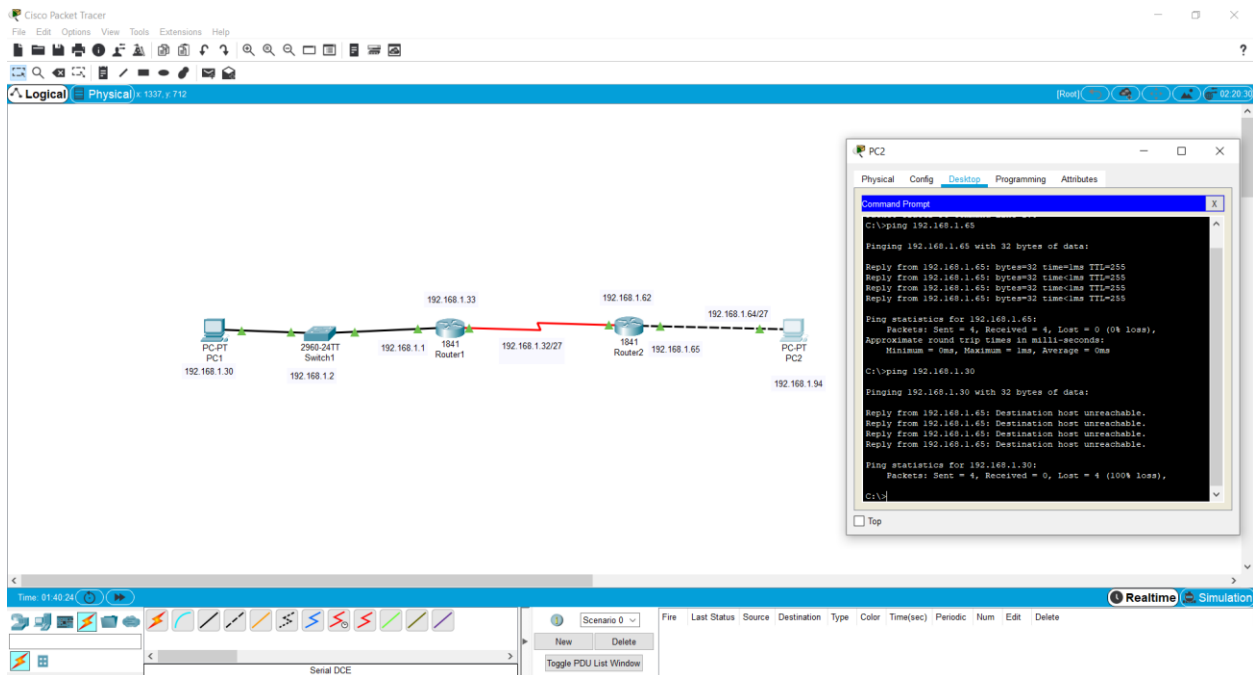 Cisco Packet Tracer
File Edit Options View Tools Extensions Help
?
Logical Physical x: 1337, y: 712 [Root] 02:20:30
PC2
Physical Config Desktop Programming Attributes
Command Prompt X
C:\>ping 192.168.1.65
Pinging 192.168.1.65 with 32 bytes of data:
Reply from 192.168.1.65: bytes=32 time=1ms TTL=255
Reply from 192.168.1.65: bytes=32 time<1ms TTL=255
Reply from 192.168.1.65: bytes=32 time<1ms TTL=255
Reply from 192.168.1.65: bytes=32 time<1ms TTL=255
Ping statistics for 192.168.1.65:
Packets: Sent = 4, Received = 4, Lost = 0 (0% loss),
Approximate round trip times in milli-seconds:
Minimum = 0ms, Maximum = 1ms, Average = 0ms
C:\>ping 192.168.1.30
Pinging 192.168.1.30 with 32 bytes of data:
Reply from 192.168.1.65: Destination host unreachable.
Reply from 192.168.1.65: Destination host unreachable.
Reply from 192.168.1.65: Destination host unreachable.
Reply from 192.168.1.65: Destination host unreachable.
Ping statistics for 192.168.1.30:
Packets: Sent = 4, Received = 0, Lost = 4 (100% loss),
C:\>
Top
192.168.1.33
192.168.1.62
192.168.1.64/27
PC-PT
PC1
192.168.1.30
2960-24TT
Switch1
192.168.1.2
192.168.1.1
1841
Router1
192.168.1.32/27
1841
Router2
192.168.1.65
PC-PT
PC2
192.168.1.94
Time: 01:40:24 Realtime Simulation
Scenario 0
New Delete
Toggle PDU List Window
Fire Last Status Source Destination Type Color Time(sec) Periodic Num Edit Delete
Serial DCE